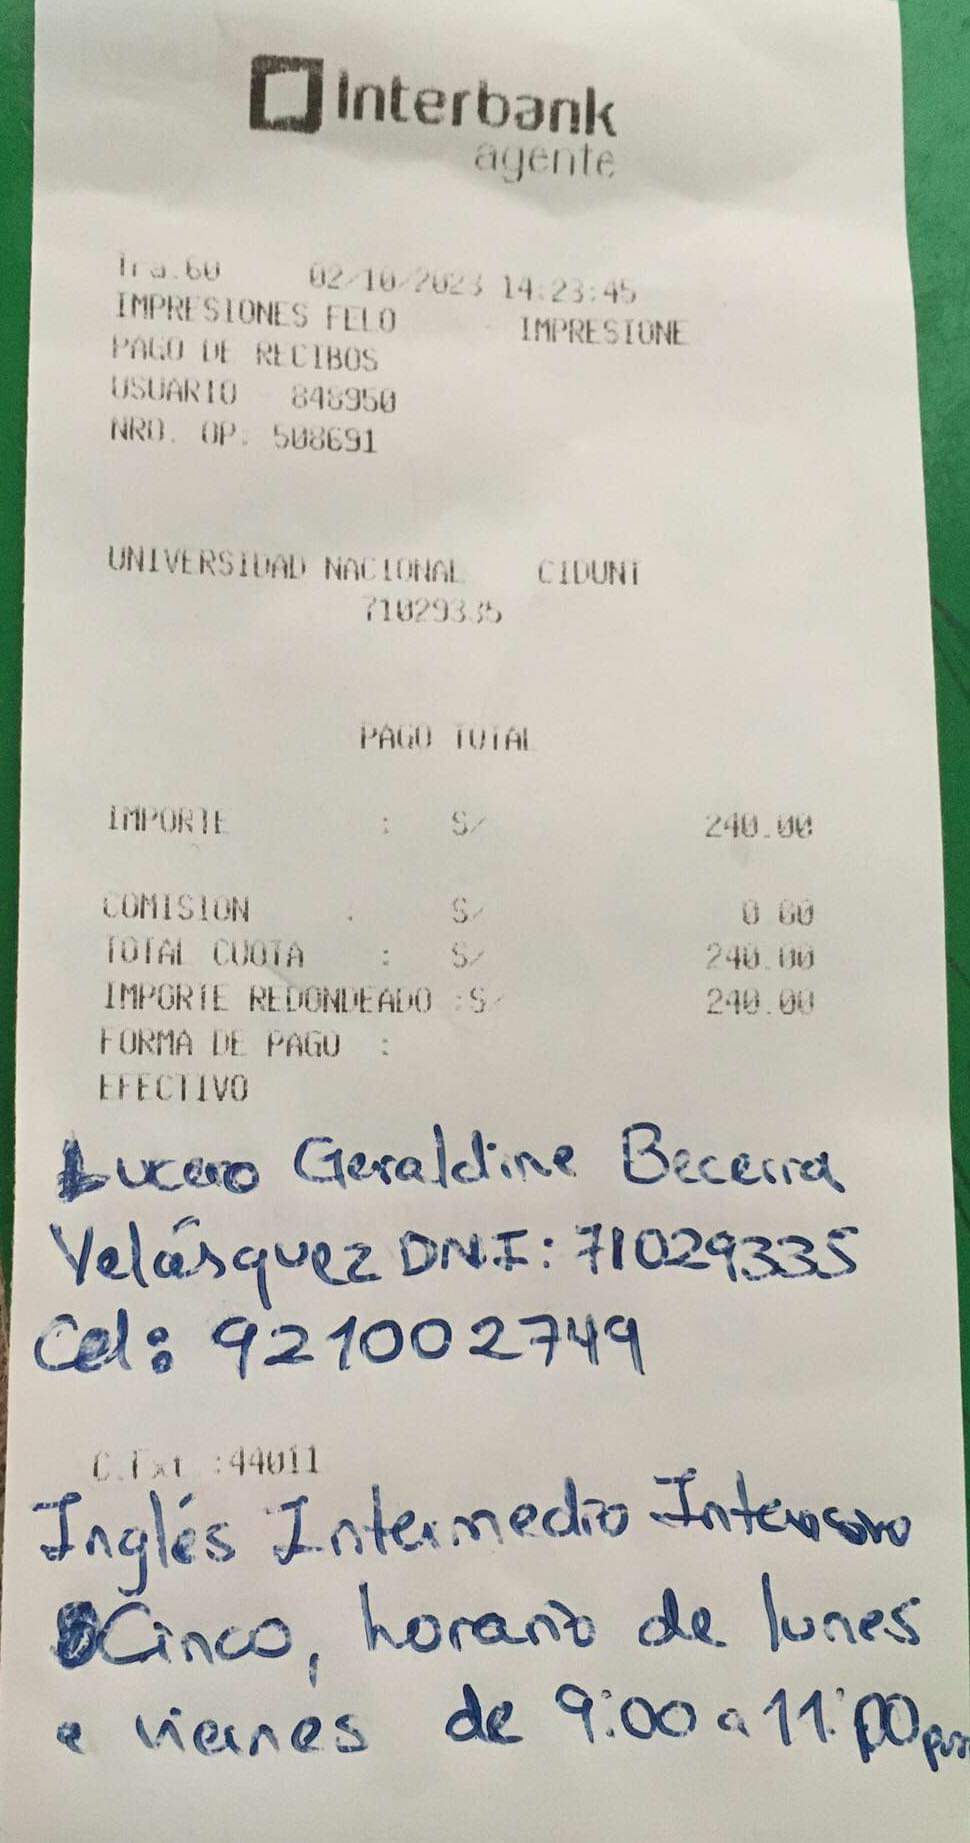 Interbank
agente
Tra.60 02/10/2023 14:23:45
IMPRESIONES FELO IMPRESIONE
PAGO DE RECIBOS
USUARIO 848950
NRO. OP. 508691
UNIVERSIDAD NACIONAL CIDUNT
71029335
PAGO TOTAL
IMPORTE : S/ 240.00
COMISION : S/ 0.00
TOTAL CUOTA : S/ 240.00
IMPORTE REDONDEADO :S/ 240.00
FORMA DE PAGO :
EFECTIVO
Lucero Geraldine Becerra
Velásquez DNI: 71029335
Cel: 921002749
C.Ext :44011
Inglés Intermedio Intensivo
Cinco, horario de lunes
a viernes de 9:00 a 11:00 pm